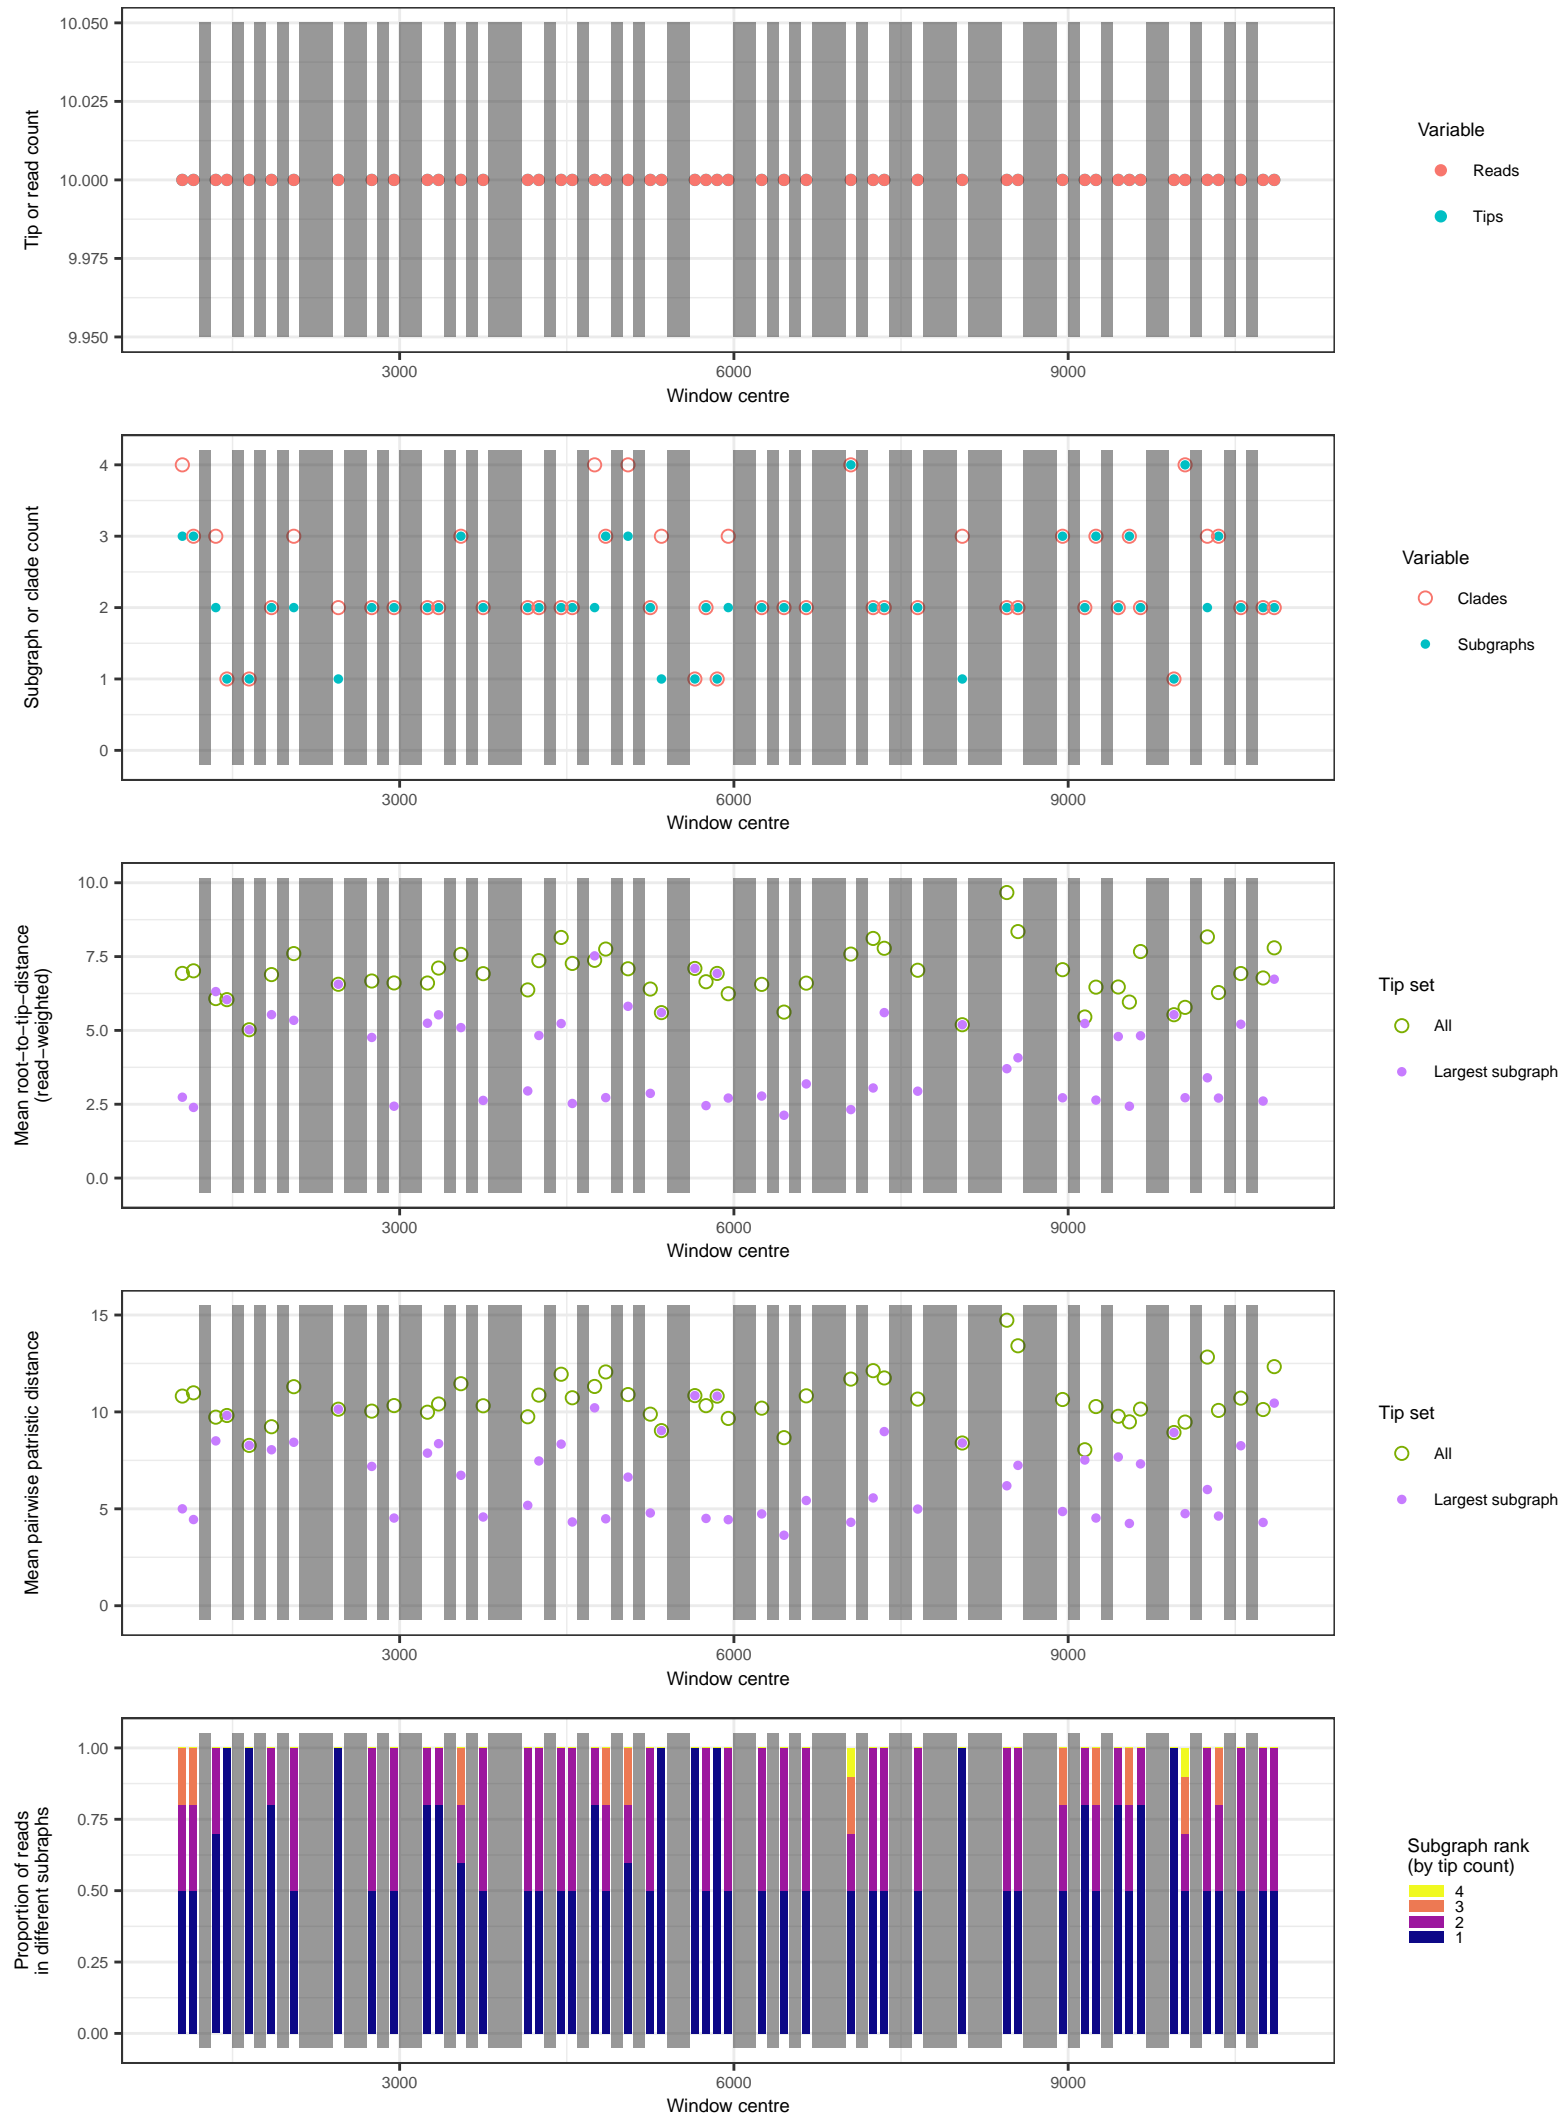 10.050
10.025
10.000
9.975
9.950
Tip or read count
3000
6000
9000
Window centre
Variable
Reads
Tips
4
3
2
1
0
Subgraph or clade count
3000
6000
9000
Window centre
Variable
Clades
Subgraphs
10.0
7.5
5.0
2.5
0.0
Mean root−to−tip−distance
(read−weighted)
3000
6000
9000
Window centre
Tip set
All
Largest subgraph
15
10
5
0
Mean pairwise patristic distance
3000
6000
9000
Window centre
Tip set
All
Largest subgraph
1.00
0.75
0.50
0.25
0.00
Proportion of reads
in different subraphs
3000
6000
9000
Window centre
Subgraph rank
(by tip count)
4
3
2
1